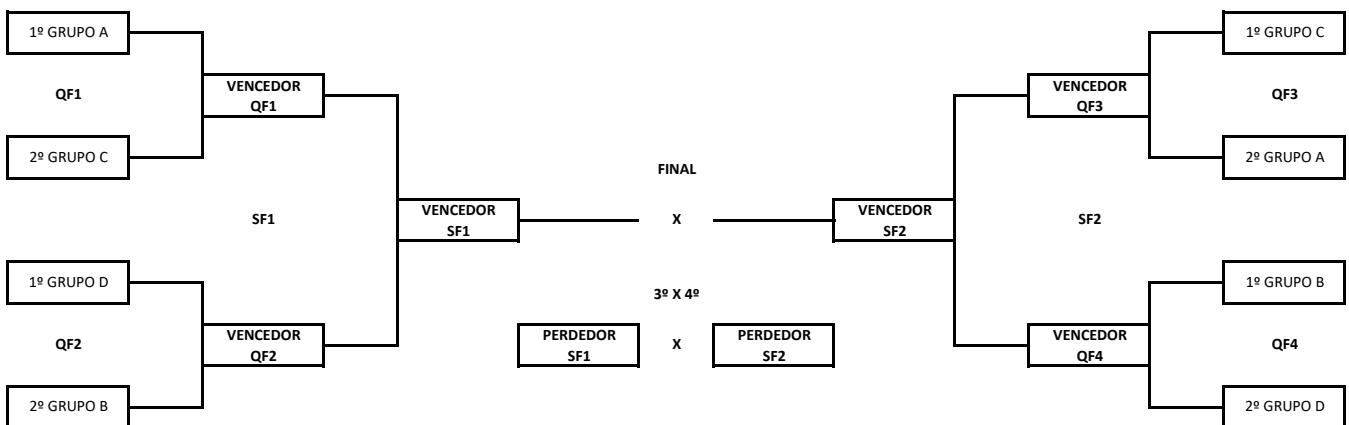 1º GRUPO A
QF1
2º GRUPO C
VENCEDOR
QF1
SF1
1º GRUPO D
QF2
2º GRUPO B
VENCEDOR
QF2
VENCEDOR
SF1
FINAL
X
3º X 4º
PERDEDOR
SF1
X
PERDEDOR
SF2
VENCEDOR
SF2
VENCEDOR
QF3
SF2
VENCEDOR
QF4
1º GRUPO C
QF3
2º GRUPO A
1º GRUPO B
QF4
2º GRUPO D